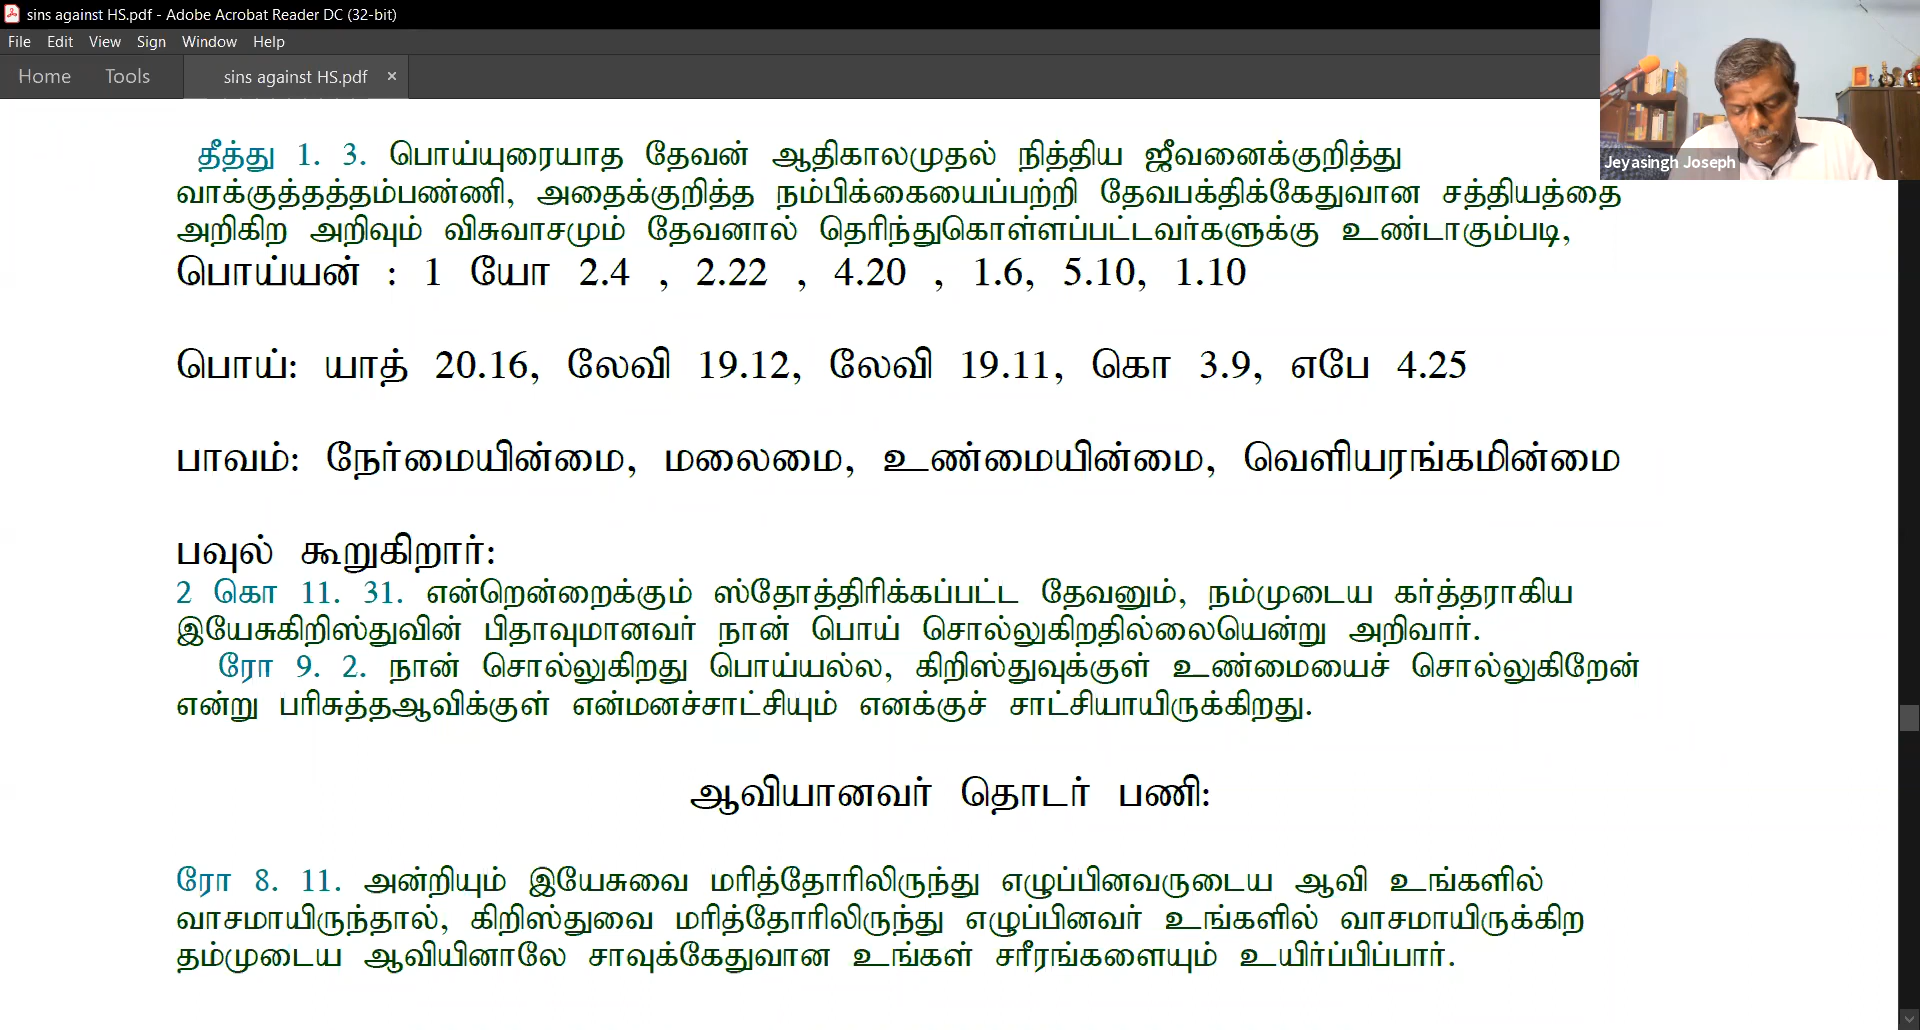 sins against HS.pdf - Adobe Acrobat Reader DC (32-bit)
File Edit View Sign Window Help
Home Tools sins against HS.pdf ×
Jeyasingh Joseph
தீத்து 1. 3. பொய்யுரையாத தேவன் ஆதிகாலமுதல் நித்திய ஜீவனைக்குறித்து
வாக்குத்தத்தம்பண்ணி, அதைக்குறித்த நம்பிக்கையைப்பற்றி தேவபக்திக்கேதுவான சத்தியத்தை
அறிகிற அறிவும் விசுவாசமும் தேவனால் தெரிந்துகொள்ளப்பட்டவர்களுக்கு உண்டாகும்படி,
பொய்யன் : 1 யோ 2.4 , 2.22 , 4.20 , 1.6, 5.10, 1.10
பொய்: யாத் 20.16, லேவி 19.12, லேவி 19.11, கொ 3.9, எபே 4.25
பாவம்: நேர்மையின்மை, மலைமை, உண்மையின்மை, வெளியரங்கமின்மை
பவுல் கூறுகிறார்:
2 கொ 11. 31. என்றென்றைக்கும் ஸ்தோத்திரிக்கப்பட்ட தேவனும், நம்முடைய கர்த்தராகிய
இயேசுகிறிஸ்துவின் பிதாவுமானவர் நான் பொய் சொல்லுகிறதில்லையென்று அறிவார்.
ரோ 9. 2. நான் சொல்லுகிறது பொய்யல்ல, கிறிஸ்துவுக்குள் உண்மையைச் சொல்லுகிறேன்
என்று பரிசுத்தஆவிக்குள் என்மனச்சாட்சியும் எனக்குச் சாட்சியாயிருக்கிறது.
ஆவியானவர் தொடர் பணி:
ரோ 8. 11. அன்றியும் இயேசுவை மரித்தோரிலிருந்து எழுப்பினவருடைய ஆவி உங்களில்
வாசமாயிருந்தால், கிறிஸ்துவை மரித்தோரிலிருந்து எழுப்பினவர் உங்களில் வாசமாயிருக்கிற
தம்முடைய ஆவியினாலே சாவுக்கேதுவான உங்கள் சரீரங்களையும் உயிர்ப்பிப்பார்.